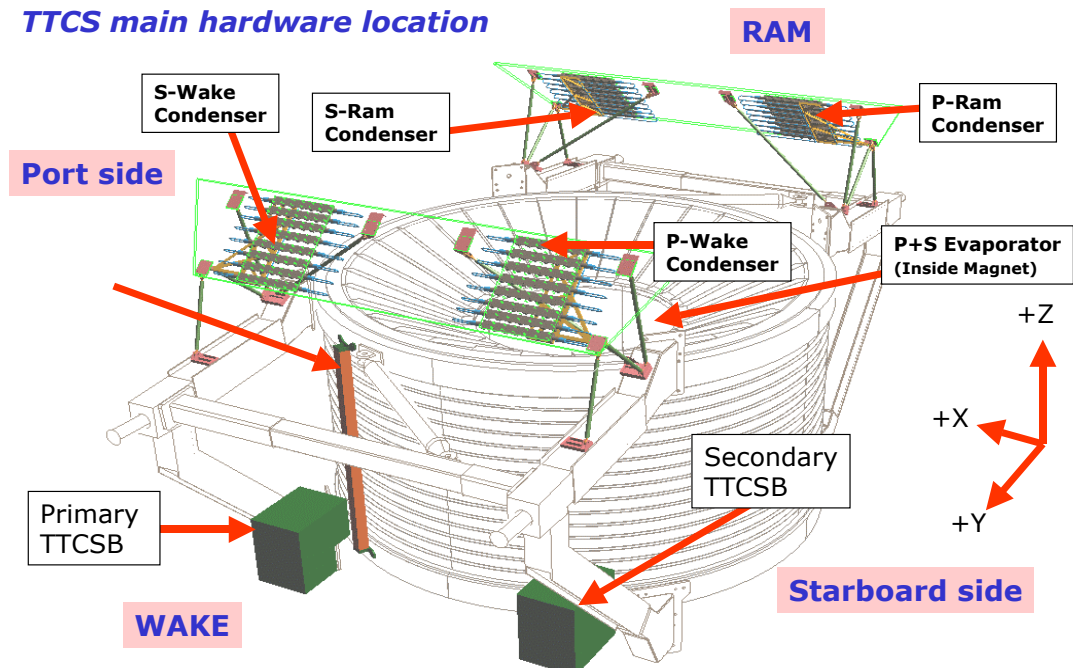 TTCS main hardware location
RAM
S-Wake
Condenser
S-Ram
Condenser
P-Ram
Condenser
Port side
P-Wake
Condenser
P+S Evaporator
(Inside Magnet)
+Z
+X
+Y
Secondary
TTCSB
Primary
TTCSB
Starboard side
WAKE